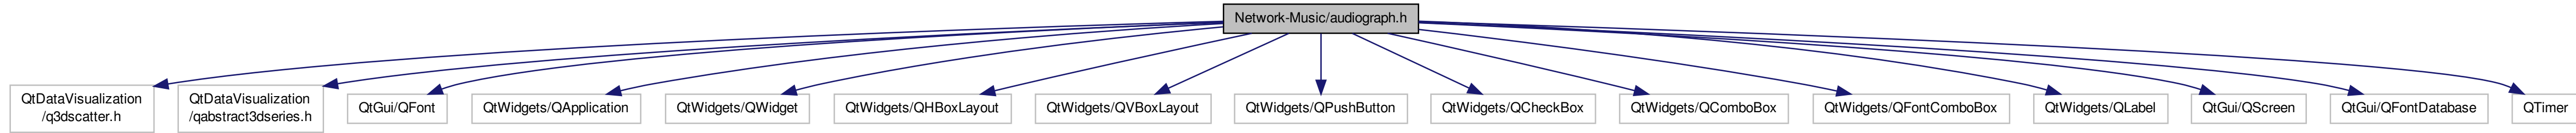 Network-Music/audiograph.h
QtDataVisualization
/q3dscatter.h
QtDataVisualization
/qabstract3dseries.h
QtGui/QFont
QtWidgets/QApplication
QtWidgets/QWidget
QtWidgets/QHBoxLayout
QtWidgets/QVBoxLayout
QtWidgets/QPushButton
QtWidgets/QCheckBox
QtWidgets/QComboBox
QtWidgets/QFontComboBox
QtWidgets/QLabel
QtGui/QScreen
QtGui/QFontDatabase
QTimer